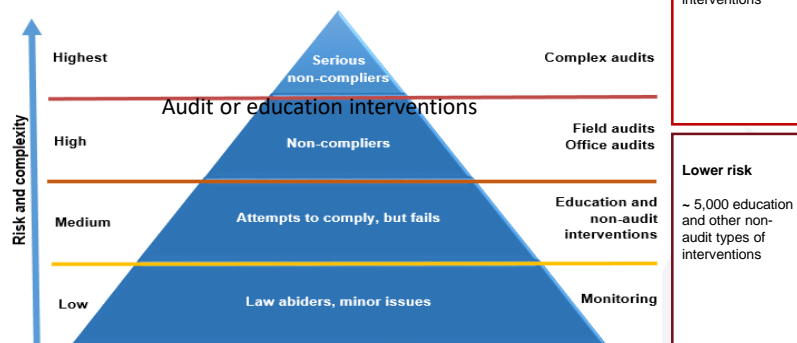 interventions
Highest
Serious
non-compliers
Complex audits
Audit or education interventions
High
Non-compliers
Field audits
Office audits
Risk and complexity
Medium
Attempts to comply, but fails
Education and
non-audit
interventions
Low
Law abiders, minor issues
Monitoring
Lower risk
~ 5,000 education
and other non-
audit types of
interventions